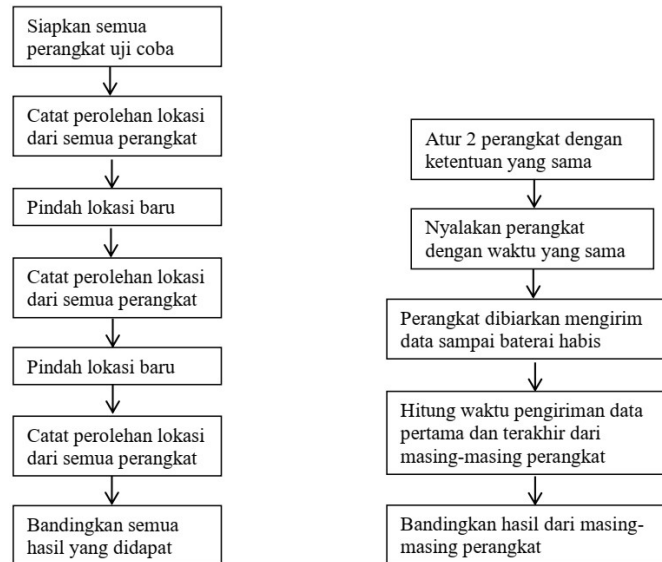 Siapkan semua
perangkat uji coba
Catat perolehan lokasi
dari semua perangkat
Pindah lokasi baru
Catat perolehan lokasi
dari semua perangkat
Pindah lokasi baru
Catat perolehan lokasi
dari semua perangkat
Bandingkan semua
hasil yang didapat
Atur 2 perangkat dengan
ketentuan yang sama
Nyalakan perangkat
dengan waktu yang sama
Perangkat dibiarkan mengirim
data sampai baterai habis
Hitung waktu pengiriman data
pertama dan terakhir dari
masing-masing perangkat
Bandingkan hasil dari masing-
masing perangkat